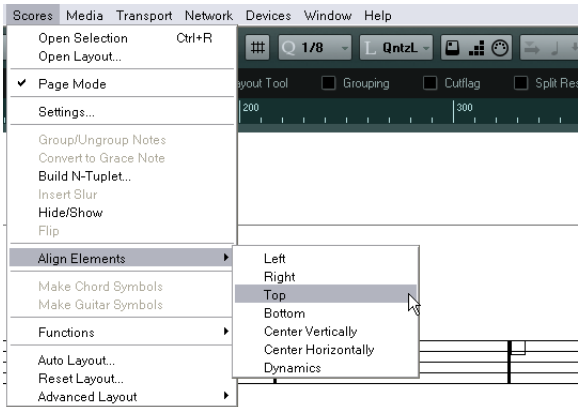 Scores Media Transport Network Devices Window Help
Open Selection Ctrl+R
Open Layout...
1/8 L QntzL
Page Mode
ayout Tool Grouping Cutflag Split Res
Settings...
200 300
Group/Ungroup Notes
Convert to Grace Note
Build N-Tuplet...
Insert Slur
Hide/Show
Flip
Align Elements
Left
Right
Top
Bottom
Center Vertically
Center Horizontally
Dynamics
Make Chord Symbols
Make Guitar Symbols
Functions
Auto Layout...
Reset Layout...
Advanced Layout